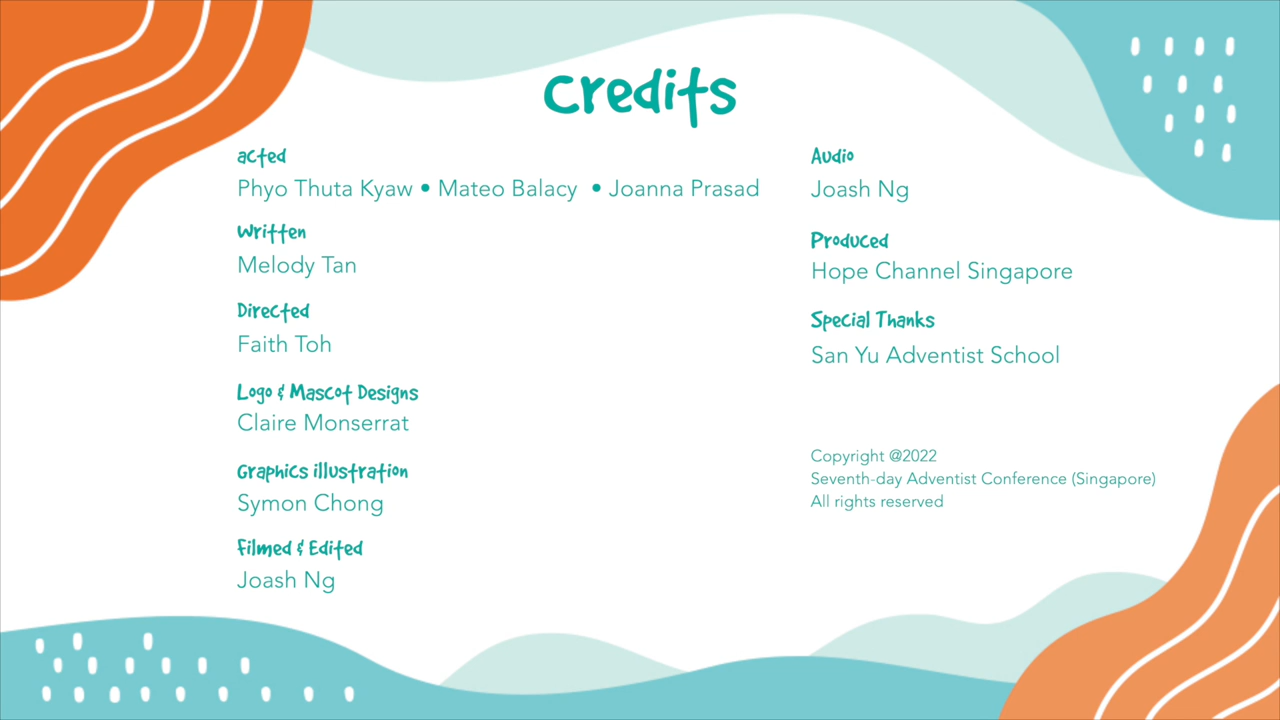 Credits
acted
Phyo Thuta Kyaw • Mateo Balacy • Joanna Prasad
Written
Melody Tan
Directed
Faith Toh
Logo & Mascot Designs
Claire Monserrat
Graphics illustration
Symon Chong
Filmed & Edited
Joash Ng
Audio
Joash Ng
Produced
Hope Channel Singapore
Special Thanks
San Yu Adventist School
Copyright @2022
Seventh-day Adventist Conference (Singapore)
All rights reserved